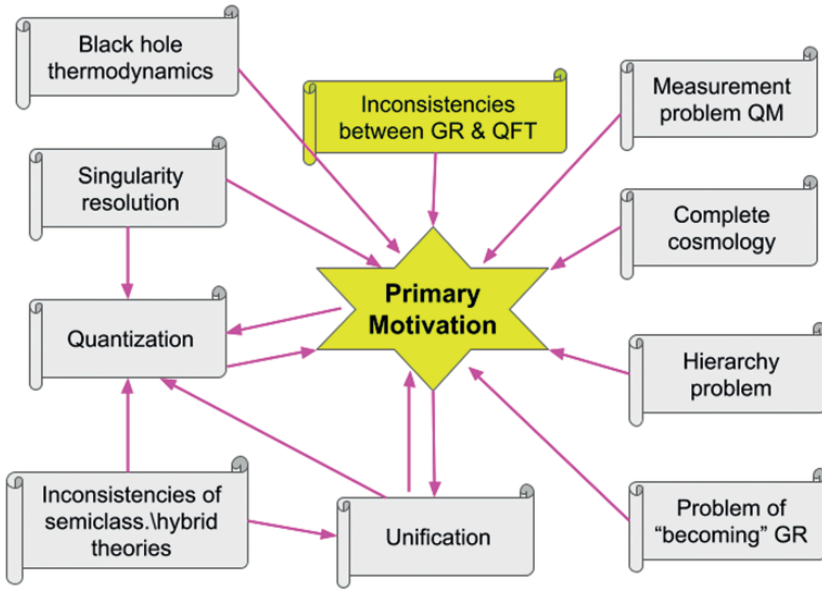 Black hole
thermodynamics
Inconsistencies
between GR & QFT
Measurement
problem QM
Singularity
resolution
Complete
cosmology
Primary
Motivation
Quantization
Hierarchy
problem
Inconsistencies of
semiclass.\hybrid
theories
Unification
Problem of
“becoming” GR